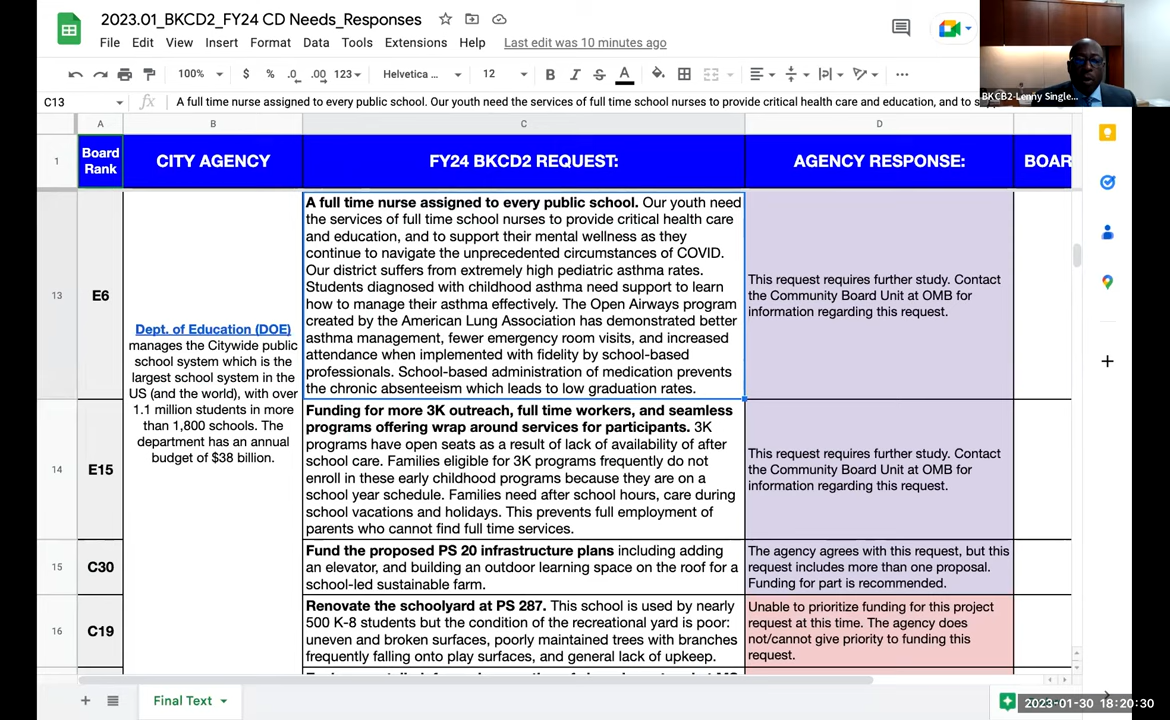 2023.01_BKCD2_FY24 CD Needs_Responses
File Edit View Insert Format Data Tools Extensions Help Last edit was 10 minutes ago
100% $ % .0 .00 123 Helvetica ... 12 B I S A
BKCB2-Lenny Single...
C13 fx A full time nurse assigned to every public school. Our youth need the services of full time school nurses to provide critical health care and education, and to
A B C D
1 Board Rank CITY AGENCY FY24 BKCD2 REQUEST: AGENCY RESPONSE: BOAR
13 E6
Dept. of Education (DOE)
manages the Citywide public
school system which is the
largest school system in the
US (and the world), with over
1.1 million students in more
than 1,800 schools. The
department has an annual
budget of $38 billion.
A full time nurse assigned to every public school. Our youth need
the services of full time school nurses to provide critical health care
and education, and to support their mental wellness as they
continue to navigate the unprecedented circumstances of COVID.
Our district suffers from extremely high pediatric asthma rates.
Students diagnosed with childhood asthma need support to learn
how to manage their asthma effectively. The Open Airways program
created by the American Lung Association has demonstrated better
asthma management, fewer emergency room visits, and increased
attendance when implemented with fidelity by school-based
professionals. School-based administration of medication prevents
the chronic absenteeism which leads to low graduation rates.
This request requires further study. Contact
the Community Board Unit at OMB for
information regarding this request.
14 E15
Funding for more 3K outreach, full time workers, and seamless
programs offering wrap around services for participants. 3K
programs have open seats as a result of lack of availability of after
school care. Families eligible for 3K programs frequently do not
enroll in these early childhood programs because they are on a
school year schedule. Families need after school hours, care during
school vacations and holidays. This prevents full employment of
parents who cannot find full time services.
This request requires further study. Contact
the Community Board Unit at OMB for
information regarding this request.
15 C30
Fund the proposed PS 20 infrastructure plans including adding
an elevator, and building an outdoor learning space on the roof for a
school-led sustainable farm.
The agency agrees with this request, but this
request includes more than one proposal.
Funding for part is recommended.
16 C19
Renovate the schoolyard at PS 287. This school is used by nearly
500 K-8 students but the condition of the recreational yard is poor:
uneven and broken surfaces, poorly maintained trees with branches
frequently falling onto play surfaces, and general lack of upkeep.
Unable to prioritize funding for this project
request at this time. The agency does
not/cannot give priority to funding this
request.
Final Text
2023-01-30 18:20:30